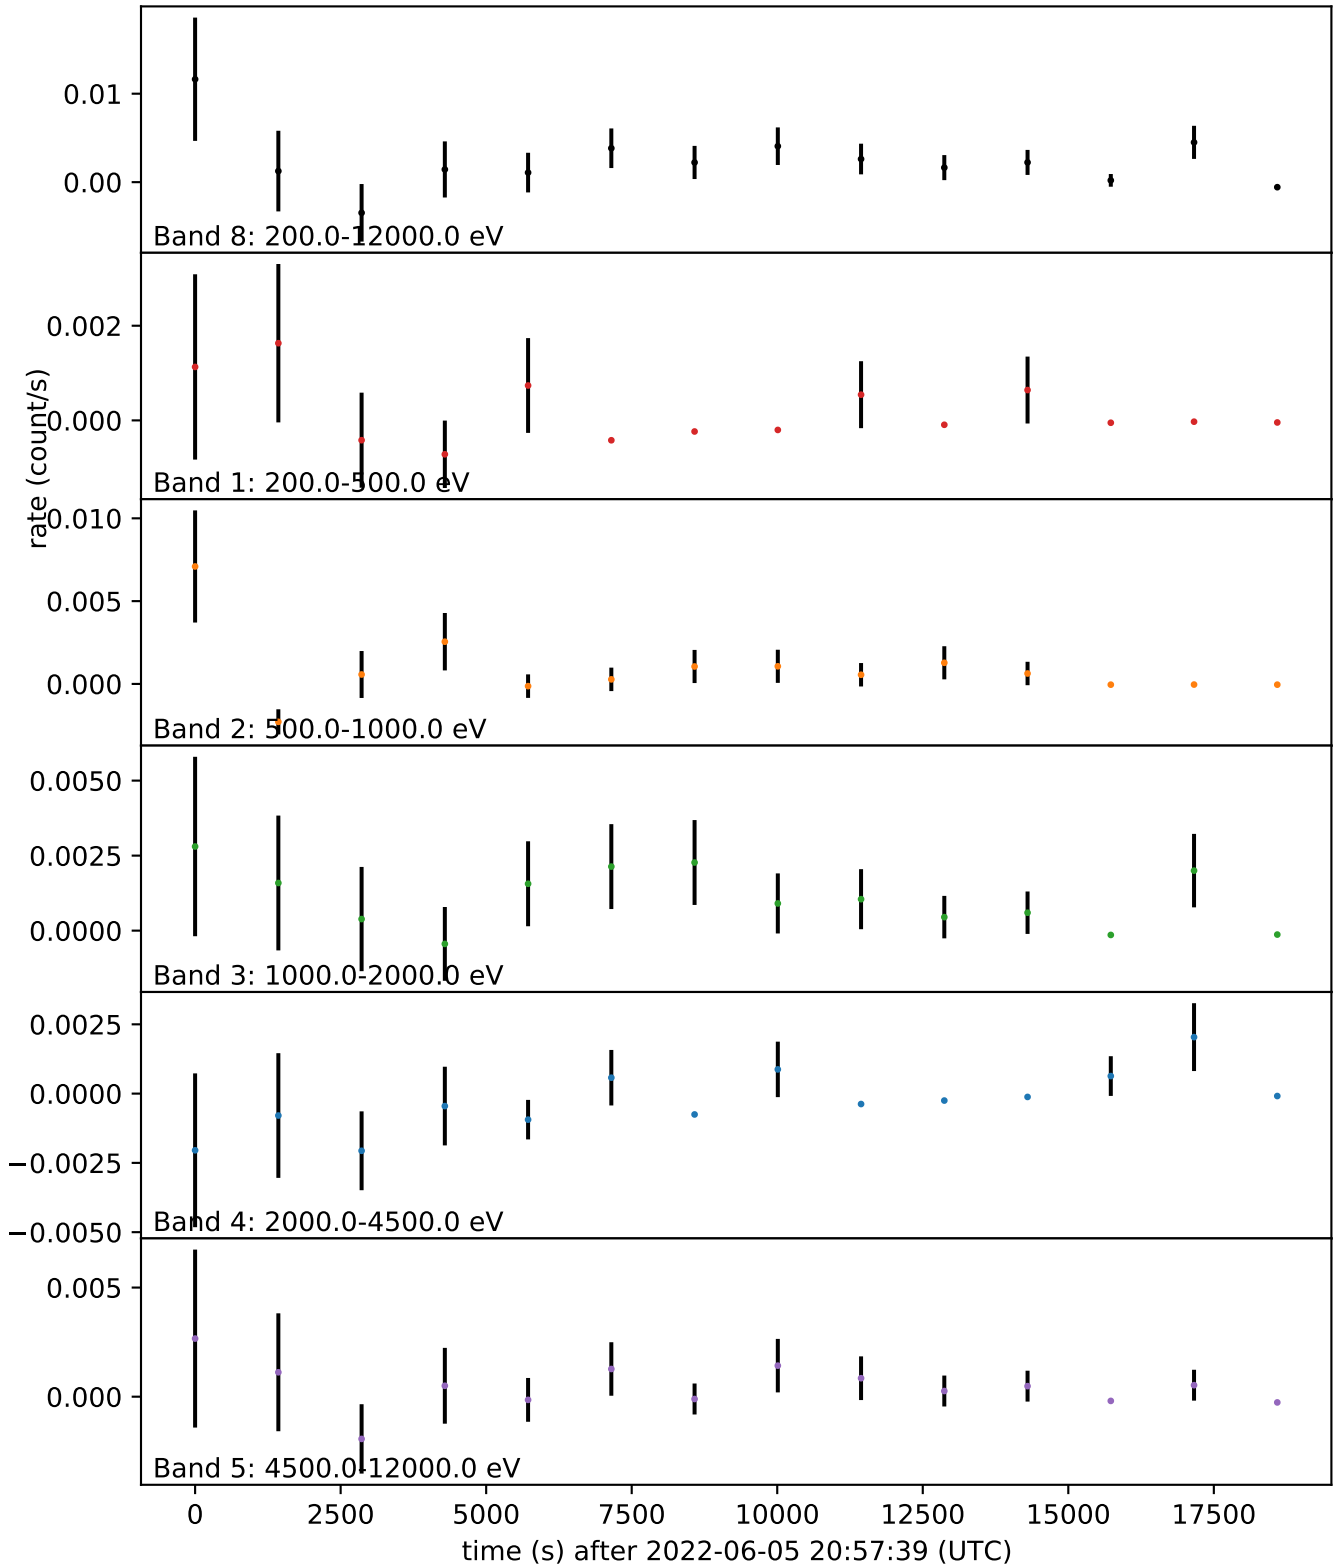 0.01
0.00
Band 8: 200.0-12000.0 eV
0.002
0.000
Band 1: 200.0-500.0 eV
rate (count/s)
0.010
0.005
0.000
Band 2: 500.0-1000.0 eV
0.0050
0.0025
0.0000
Band 3: 1000.0-2000.0 eV
0.0025
0.0000
−0.0025
−0.0050
Band 4: 2000.0-4500.0 eV
0.005
0.000
Band 5: 4500.0-12000.0 eV
0 2500 5000 7500 10000 12500 15000 17500
time (s) after 2022-06-05 20:57:39 (UTC)